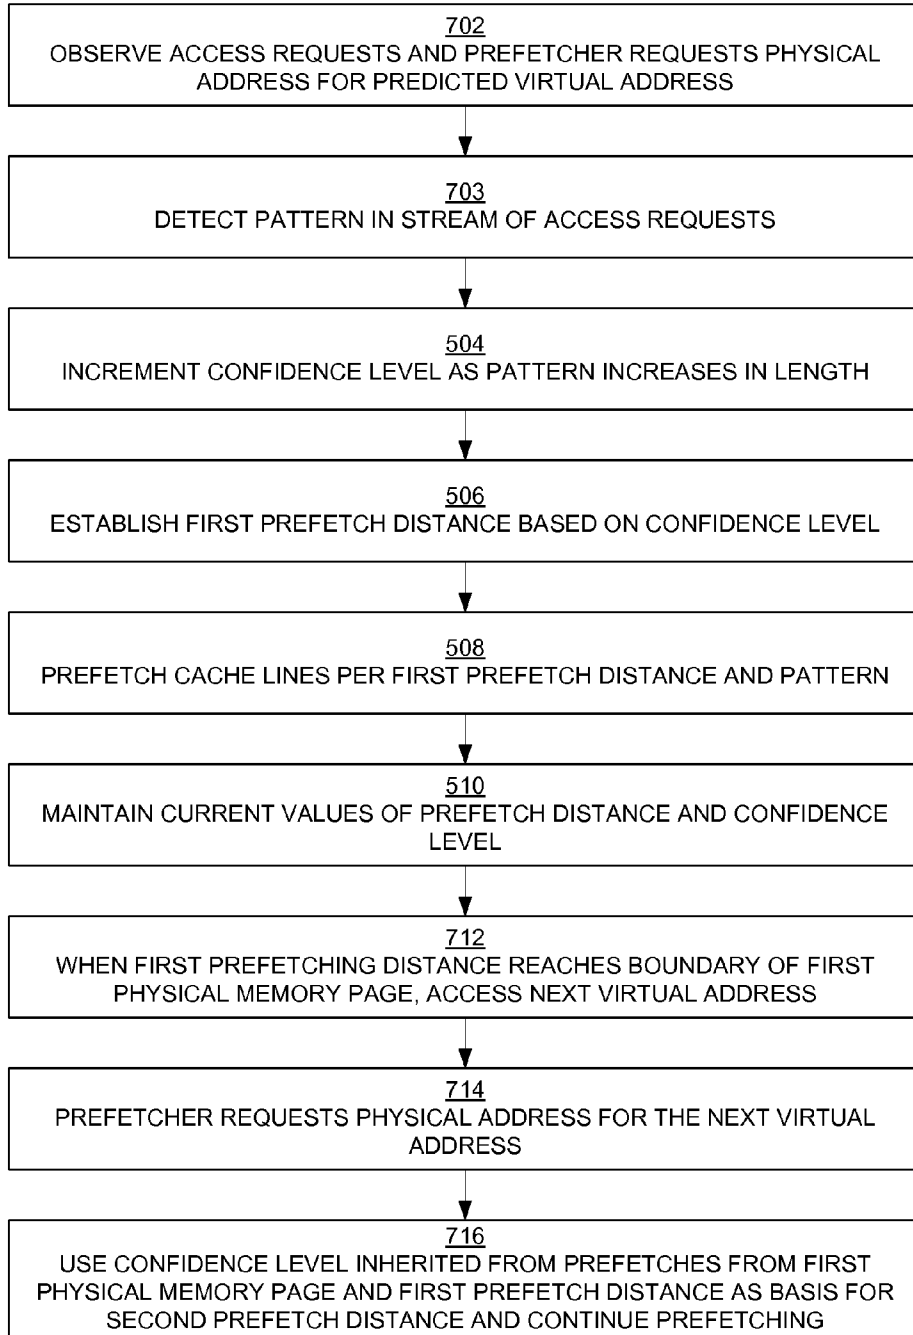 702
OBSERVE ACCESS REQUESTS AND PREFETCHER REQUESTS PHYSICAL
ADDRESS FOR PREDICTED VIRTUAL ADDRESS
703
DETECT PATTERN IN STREAM OF ACCESS REQUESTS
504
INCREMENT CONFIDENCE LEVEL AS PATTERN INCREASES IN LENGTH
506
ESTABLISH FIRST PREFETCH DISTANCE BASED ON CONFIDENCE LEVEL
508
PREFETCH CACHE LINES PER FIRST PREFETCH DISTANCE AND PATTERN
510
MAINTAIN CURRENT VALUES OF PREFETCH DISTANCE AND CONFIDENCE
LEVEL
712
WHEN FIRST PREFETCHING DISTANCE REACHES BOUNDARY OF FIRST
PHYSICAL MEMORY PAGE, ACCESS NEXT VIRTUAL ADDRESS
714
PREFETCHER REQUESTS PHYSICAL ADDRESS FOR THE NEXT VIRTUAL
ADDRESS
716
USE CONFIDENCE LEVEL INHERITED FROM PREFETCHES FROM FIRST
PHYSICAL MEMORY PAGE AND FIRST PREFETCH DISTANCE AS BASIS FOR
SECOND PREFETCH DISTANCE AND CONTINUE PREFETCHING